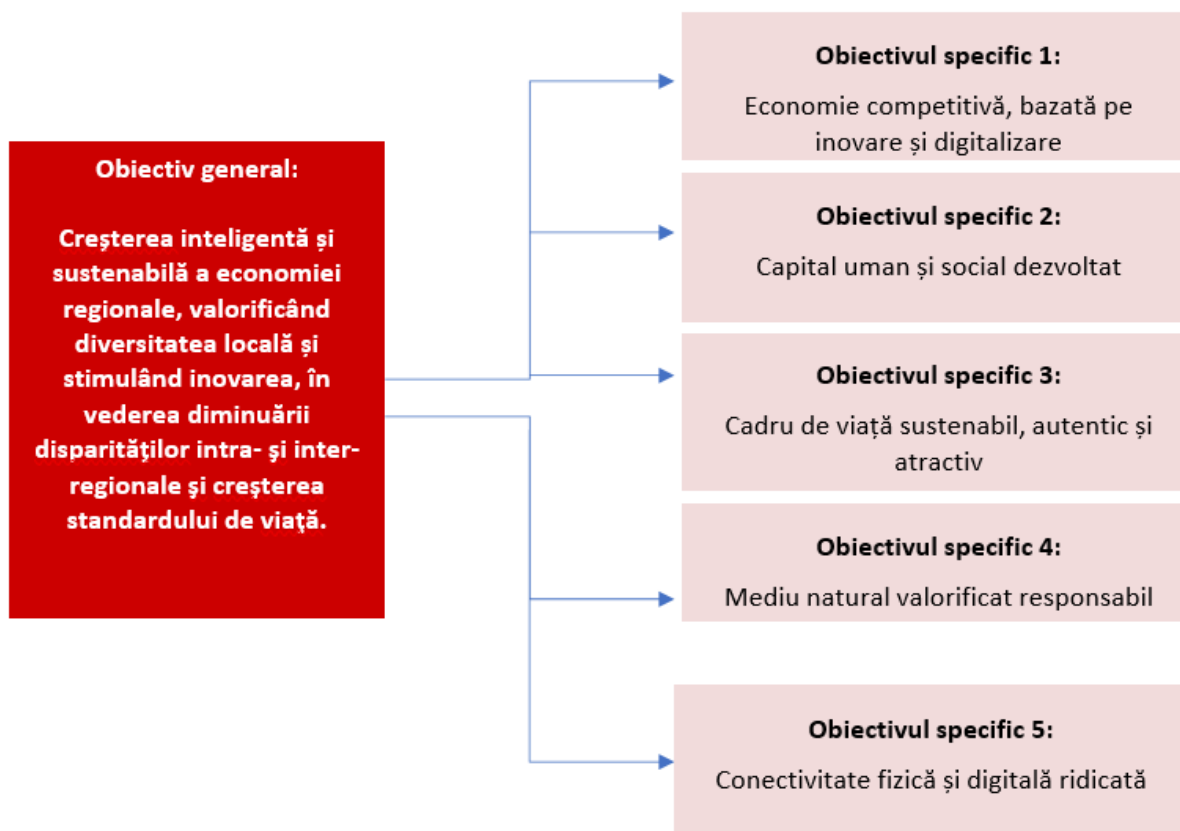 Obiectiv general:
Creşterea inteligentă și
sustenabilă a economiei
regionale, valorificând
diversitatea locală și
stimulând inovarea, în
vederea diminuării
disparităţilor intra- şi inter-
regionale şi creşterea
standardului de viaţă.
Obiectivul specific 1:
Economie competitivă, bazată pe
inovare și digitalizare
Obiectivul specific 2:
Capital uman și social dezvoltat
Obiectivul specific 3:
Cadru de viață sustenabil, autentic și
atractiv
Obiectivul specific 4:
Mediu natural valorificat responsabil
Obiectivul specific 5:
Conectivitate fizică și digitală ridicată